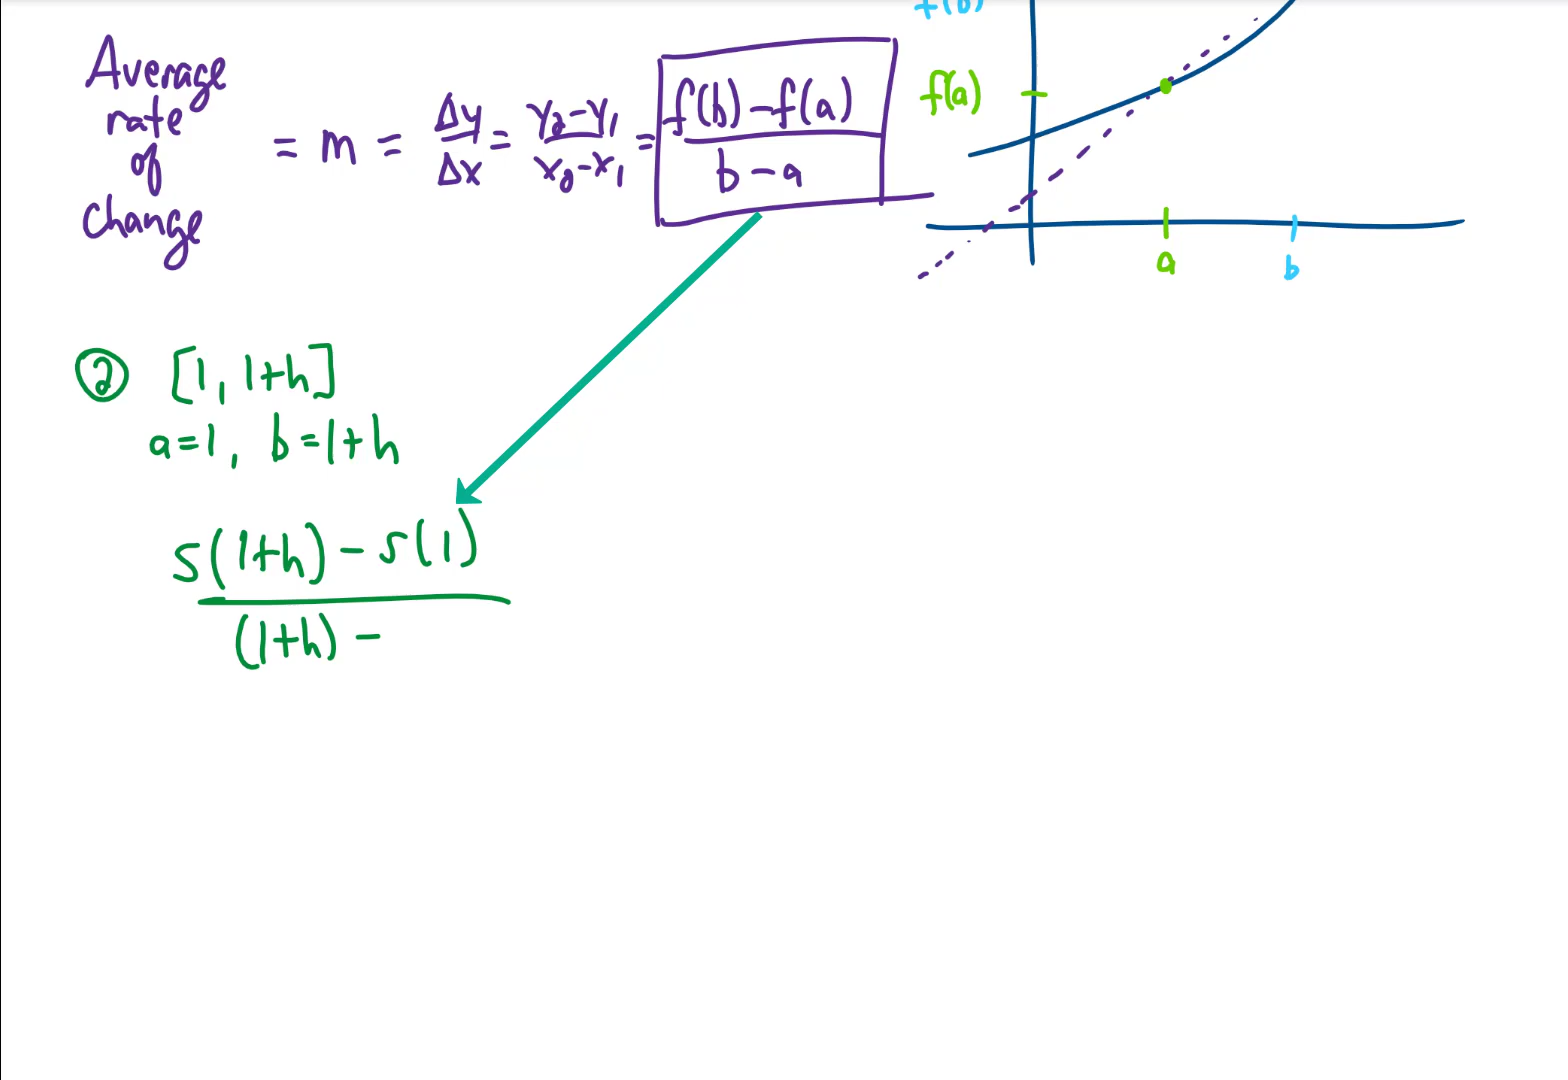 f(b)
Average
rate
of
change
= m = Δy/Δx = (y₂-y₁)/(x₂-x₁) = (f(b)-f(a))/(b-a)
f(a)
a b
② [1, 1+h]
a=1, b=1+h
s(1+h) - s(1)
(1+h) -